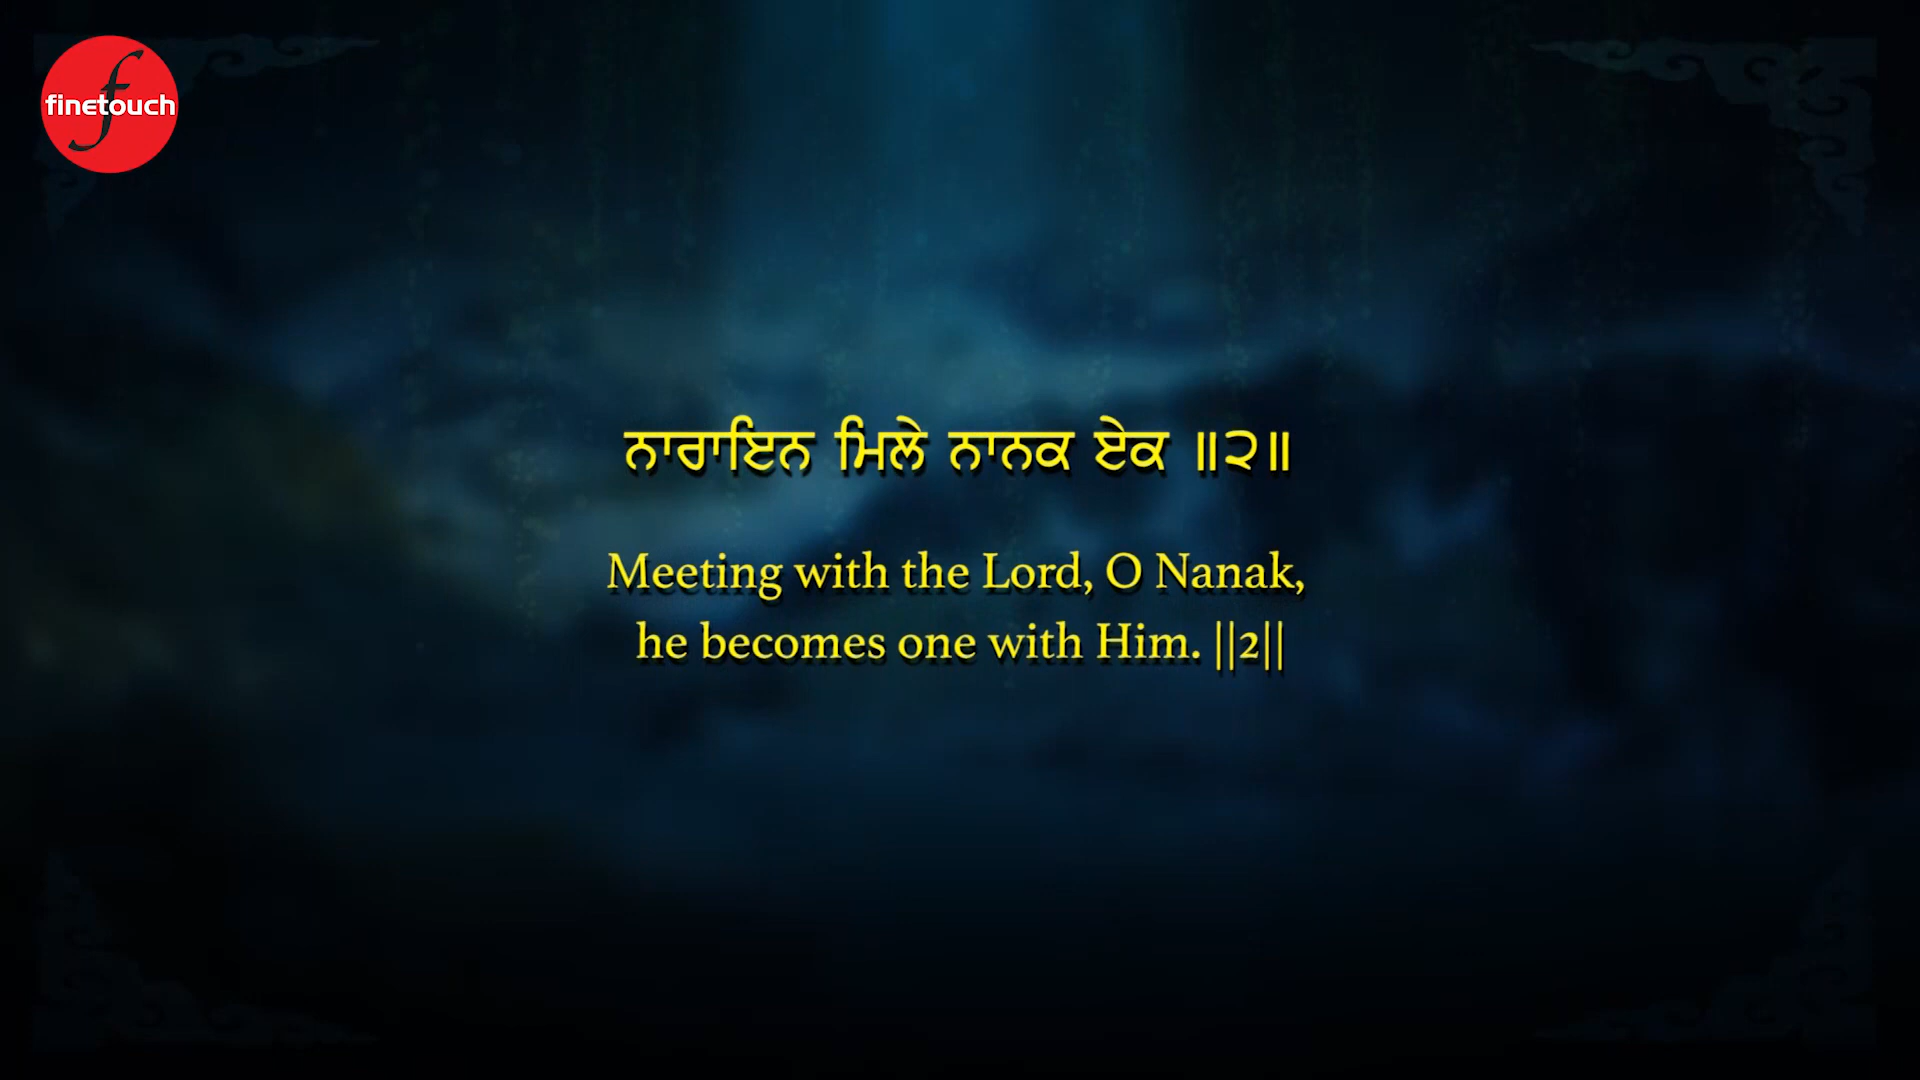 finetouch
ਨਾਰਾਇਨ ਮਿਲੇ ਨਾਨਕ ਏਕ ॥੨॥
Meeting with the Lord, O Nanak,
he becomes one with Him. ||2||